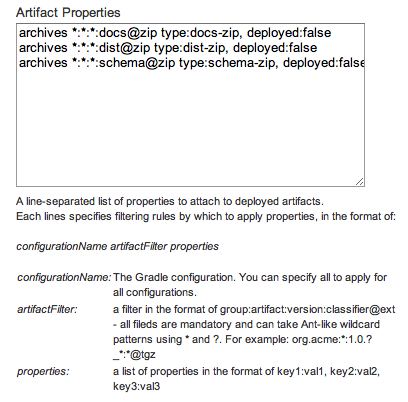 Artifact Properties
archives *:*:*:docs@zip type:docs-zip, deployed:false
archives *:*:*:dist@zip type:dist-zip, deployed:false
archives *:*:*:schema@zip type:schema-zip, deployed:false
A line-separated list of properties to attach to deployed artifacts.
Each lines specifies filtering rules by which to apply properties, in the format of:
configurationName artifactFilter properties
configurationName: The Gradle configuration. You can specify all to apply for
all configurations.
artifactFilter: a filter in the format of group:artifact:version:classifier@ext
- all fileds are mandatory and can take Ant-like wildcard
patterns using * and ?. For example: org.acme:*:1.0.?
_*:*@tgz
properties: a list of properties in the format of key1:val1, key2:val2,
key3:val3